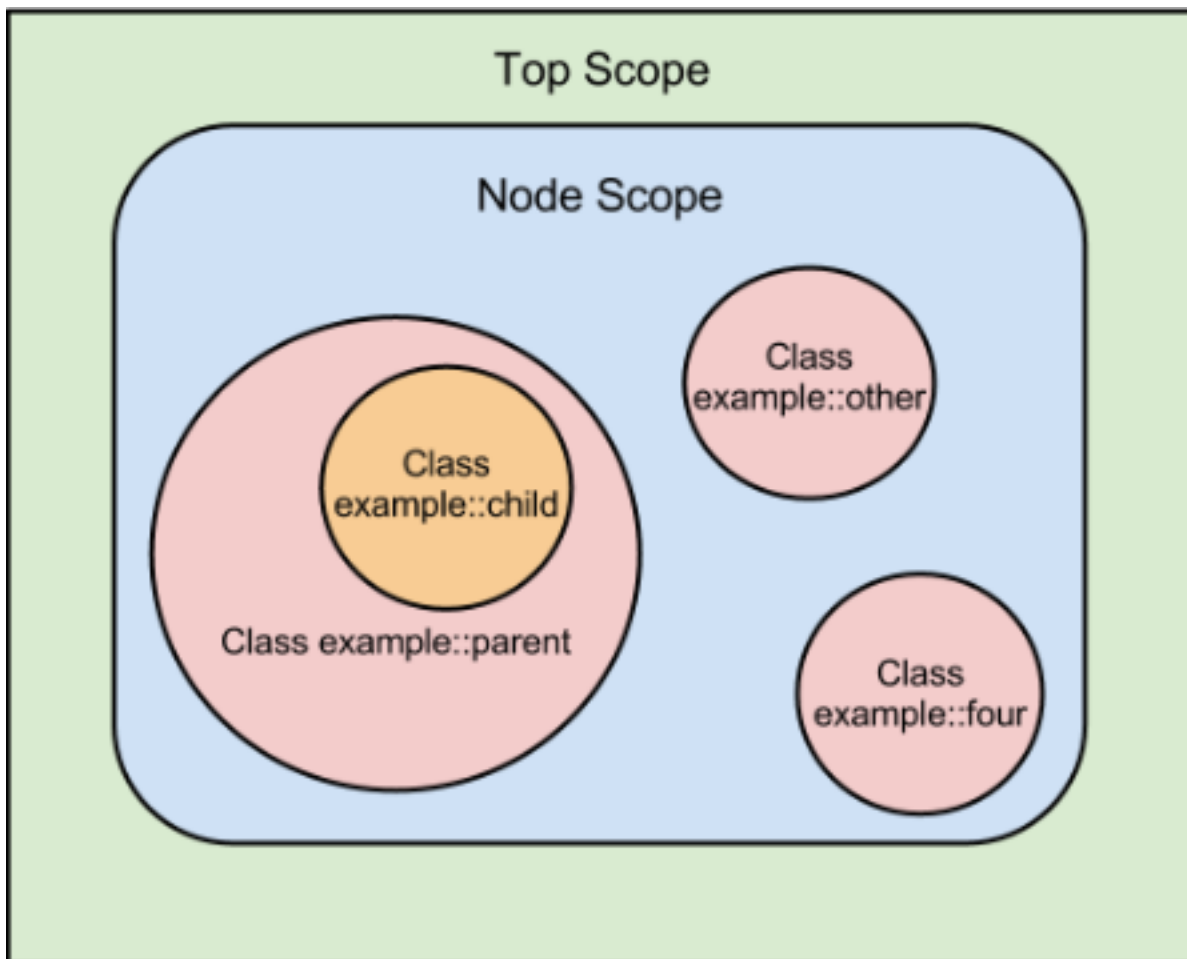 Top Scope
Node Scope
Class
example::other
Class
example::child
Class example::parent
Class
example::four